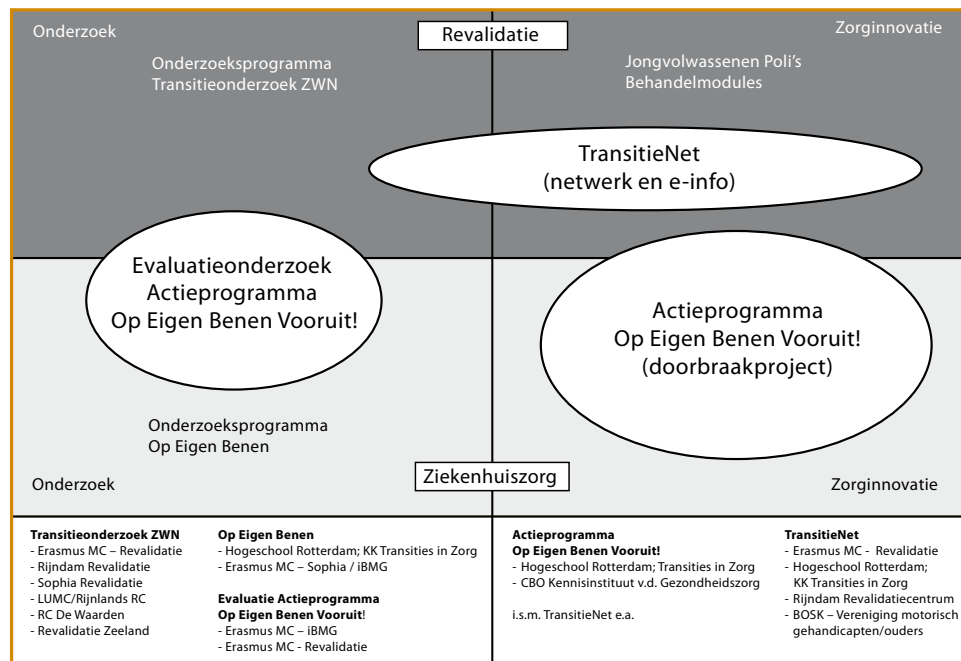 Onderzoek
Revalidatie
Zorginnovatie
Onderzoeksprogramma
Transitieonderzoek ZWN
Jongvolwassenen Poli's
Behandelmodules
TransitieNet
(netwerk en e-info)
Evaluatieonderzoek
Actieprogramma
Op Eigen Benen Vooruit!
Actieprogramma
Op Eigen Benen Vooruit!
(doorbraakproject)
Onderzoeksprogramma
Op Eigen Benen
Onderzoek
Ziekenhuiszorg
Zorginnovatie
Transitieonderzoek ZWN
- Erasmus MC – Revalidatie
- Rijndam Revalidatie
- Sophia Revalidatie
- LUMC/Rijnlands RC
- RC De Waarden
- Revalidatie Zeeland
Op Eigen Benen
- Hogeschool Rotterdam; KK Transities in Zorg
- Erasmus MC – Sophia / iBMG
Evaluatie Actieprogramma
Op Eigen Benen Vooruit!
- Erasmus MC – iBMG
- Erasmus MC - Revalidatie
Actieprogramma
Op Eigen Benen Vooruit!
- Hogeschool Rotterdam; Transities in Zorg
- CBO Kennisinstituut v.d. Gezondheidszorg
i.s.m. TransitieNet e.a.
TransitieNet
- Erasmus MC - Revalidatie
- Hogeschool Rotterdam;
KK Transities in Zorg
- Rijndam Revalidatiecentrum
- BOSK – Vereniging motorisch
gehandicapten/ouders